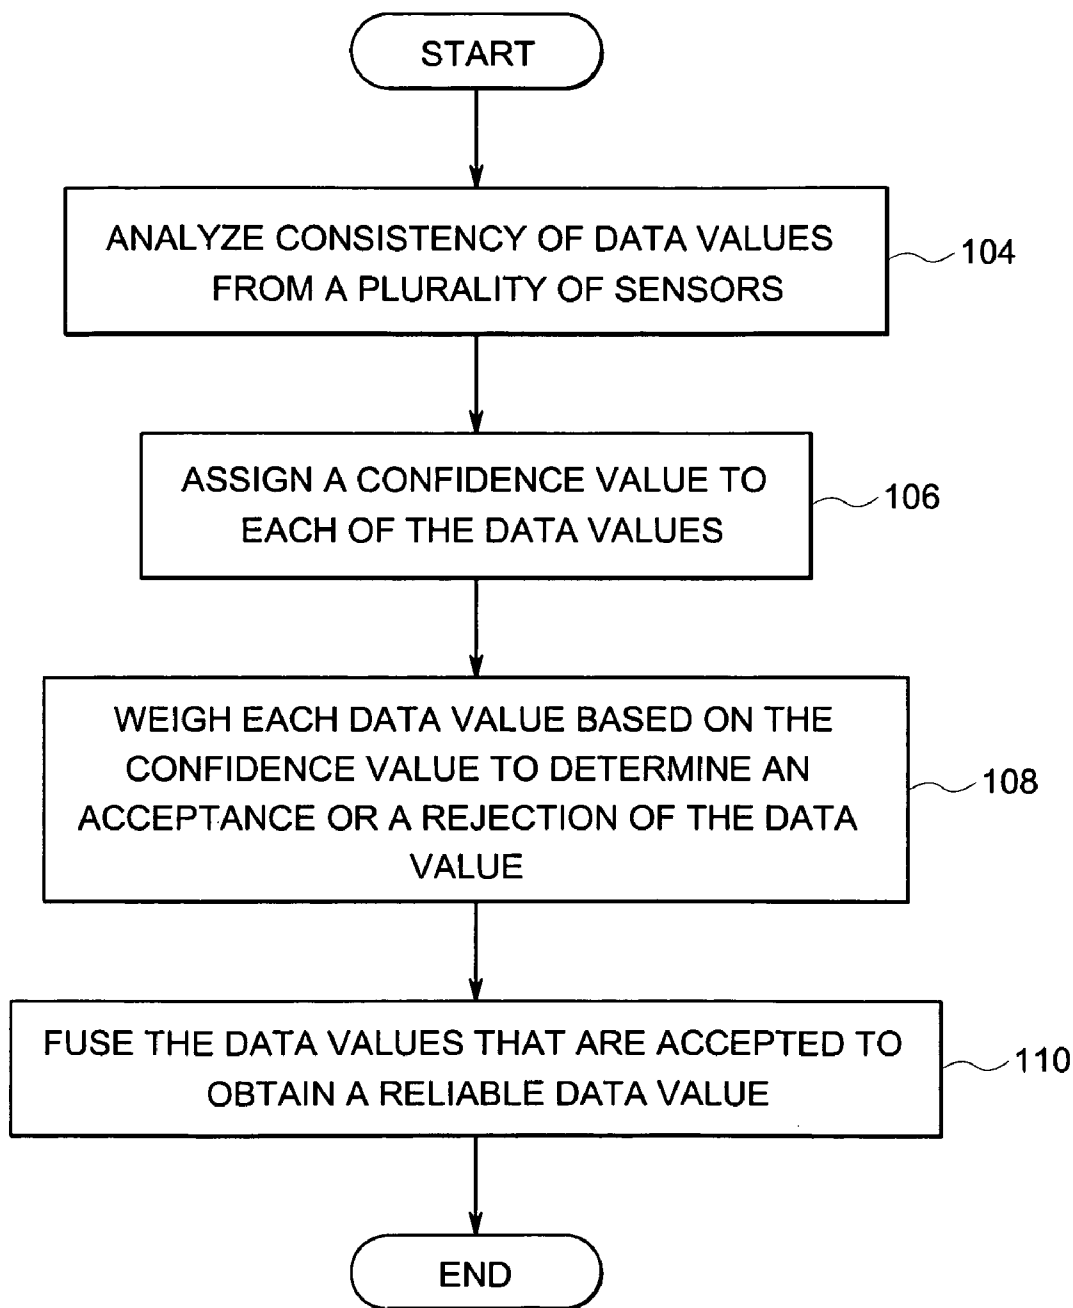 START
ANALYZE CONSISTENCY OF DATA VALUES
FROM A PLURALITY OF SENSORS
104
ASSIGN A CONFIDENCE VALUE TO
EACH OF THE DATA VALUES
106
WEIGH EACH DATA VALUE BASED ON THE
CONFIDENCE VALUE TO DETERMINE AN
ACCEPTANCE OR A REJECTION OF THE DATA
VALUE
108
FUSE THE DATA VALUES THAT ARE ACCEPTED TO
OBTAIN A RELIABLE DATA VALUE
110
END